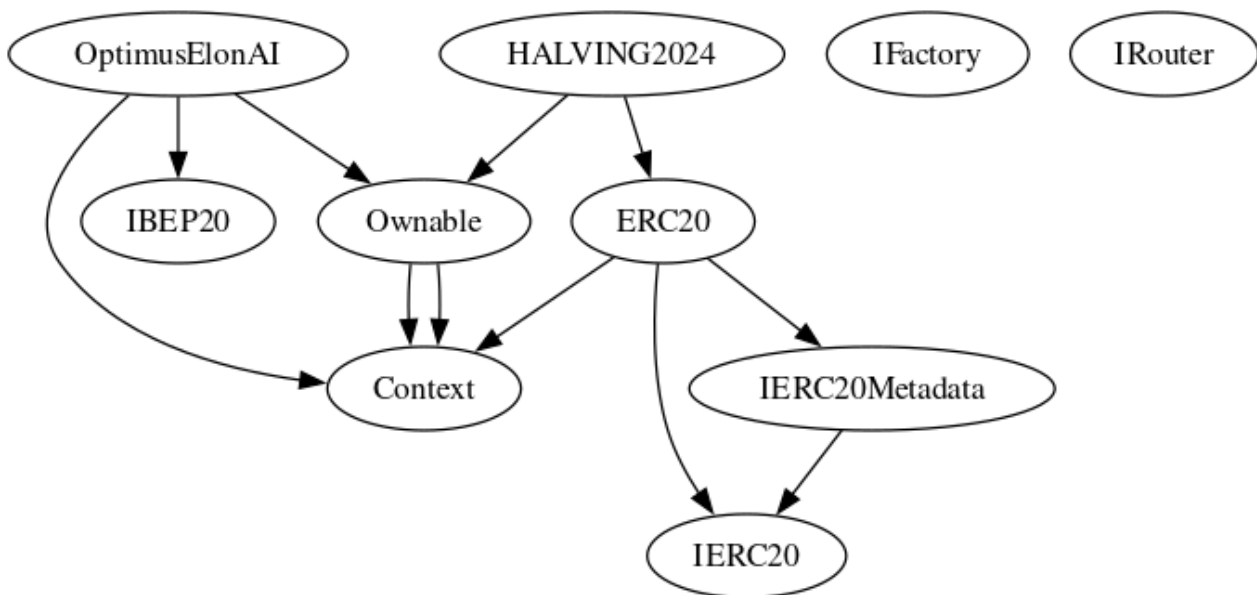 OptimusElonAI
HALVING2024
IFactory
IRouter
IBEP20
Ownable
ERC20
Context
IERC20Metadata
IERC20